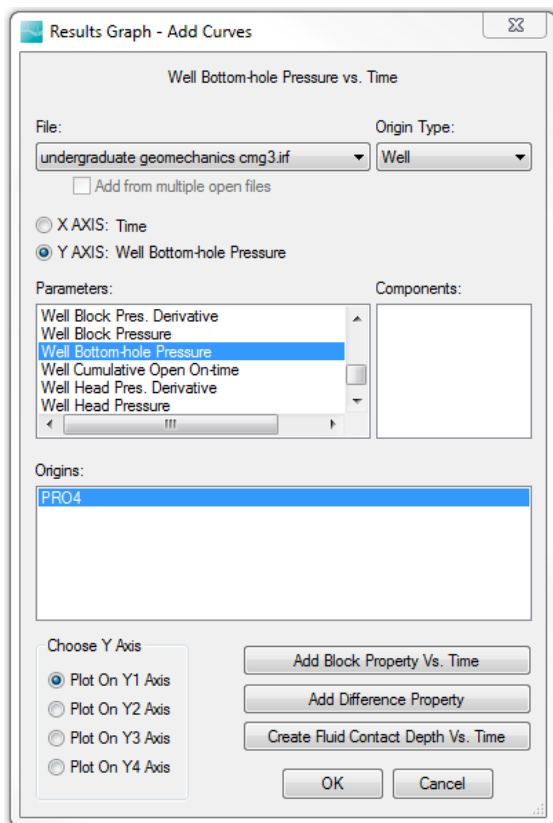 Results Graph - Add Curves
Well Bottom-hole Pressure vs. Time
File: Origin Type:
undergraduate geomechanics cmg3.irf Well
Add from multiple open files
X AXIS: Time
Y AXIS: Well Bottom-hole Pressure
Parameters: Components:
Well Block Pres. Derivative
Well Block Pressure
Well Bottom-hole Pressure
Well Cumulative Open On-time
Well Head Pres. Derivative
Well Head Pressure
Origins:
PRO4
Choose Y Axis
Plot On Y1 Axis
Plot On Y2 Axis
Plot On Y3 Axis
Plot On Y4 Axis
Add Block Property Vs. Time
Add Difference Property
Create Fluid Contact Depth Vs. Time
OK Cancel